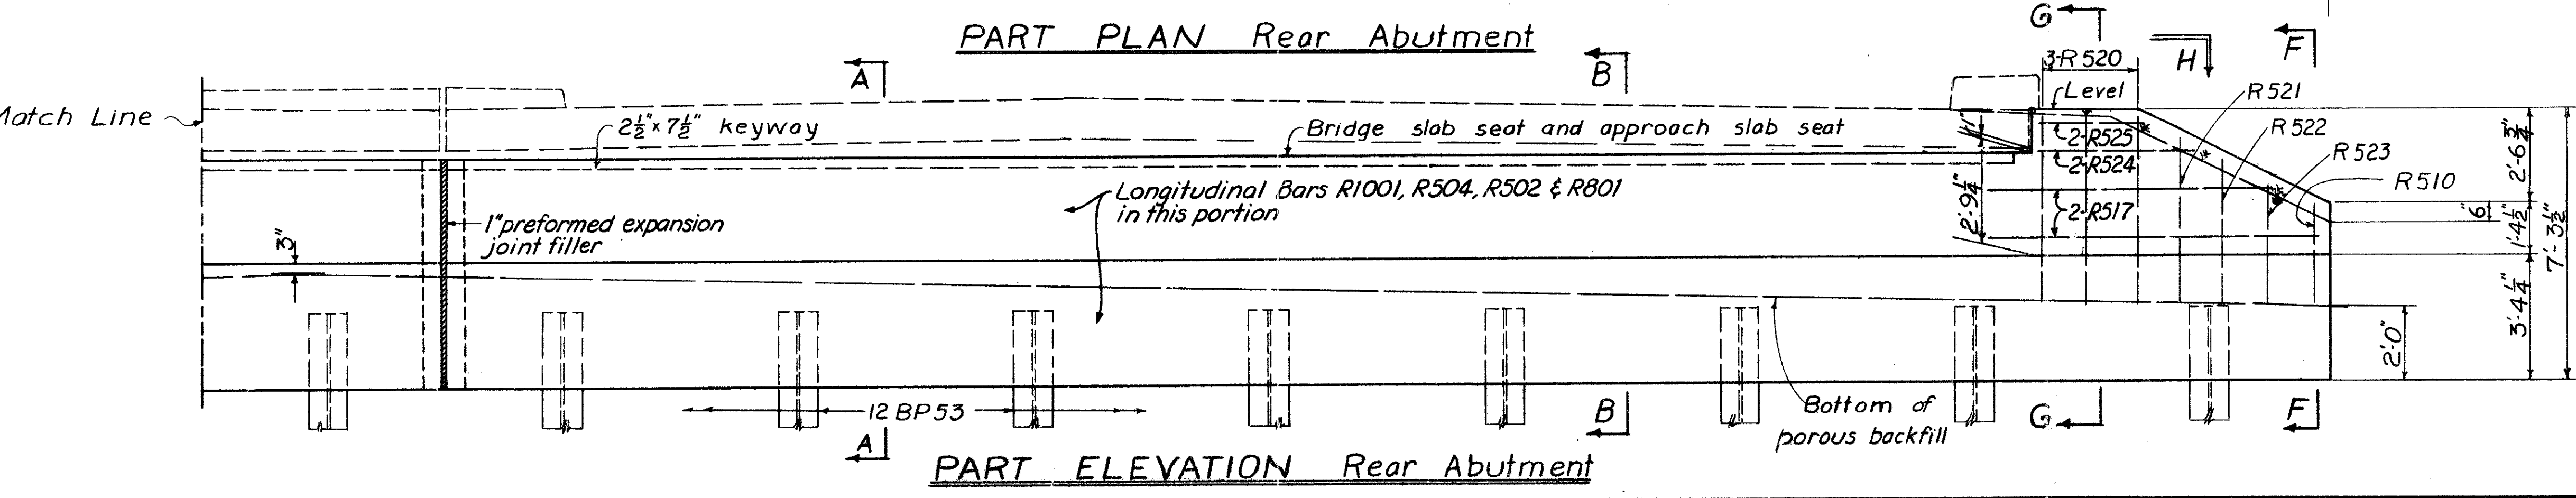 PART PLAN Rear Abutment
G
H
F
A
B
3-R520
Level
R521
Match Line
2½"x7½" keyway
Bridge slab seat and approach slab seat
2-R525
R522
2-R524
R523
R510
2'-6¾"
Longitudinal Bars R1001, R504, R502 & R801
in this portion
2'-9¼"
2-R517
6"
1'-4½"
7'-3½"
1" preformed expansion
joint filler
3"
3'-4¼"
2'-0"
12 BP53
Bottom of
porous backfill
A
B
G
F
PART ELEVATION Rear Abutment